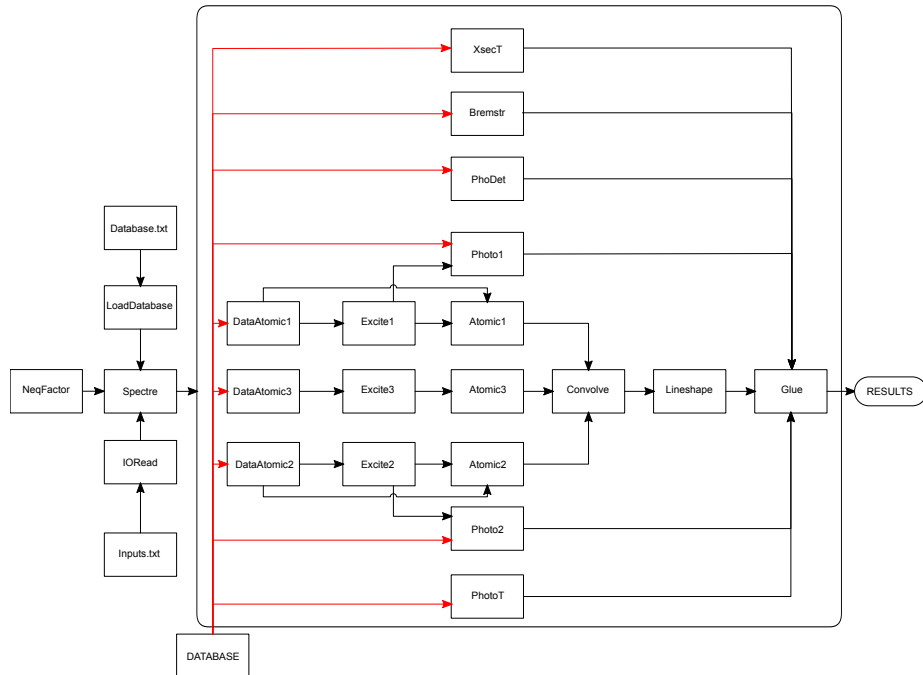 XsecT
Bremstr
PhoDet
Database.txt
Photo1
LoadDatabase
DataAtomic1
Excite1
Atomic1
NeqFactor
Spectre
DataAtomic3
Excite3
Atomic3
Convolve
Lineshape
Glue
RESULTS
IORead
DataAtomic2
Excite2
Atomic2
Photo2
Inputs.txt
PhotoT
DATABASE